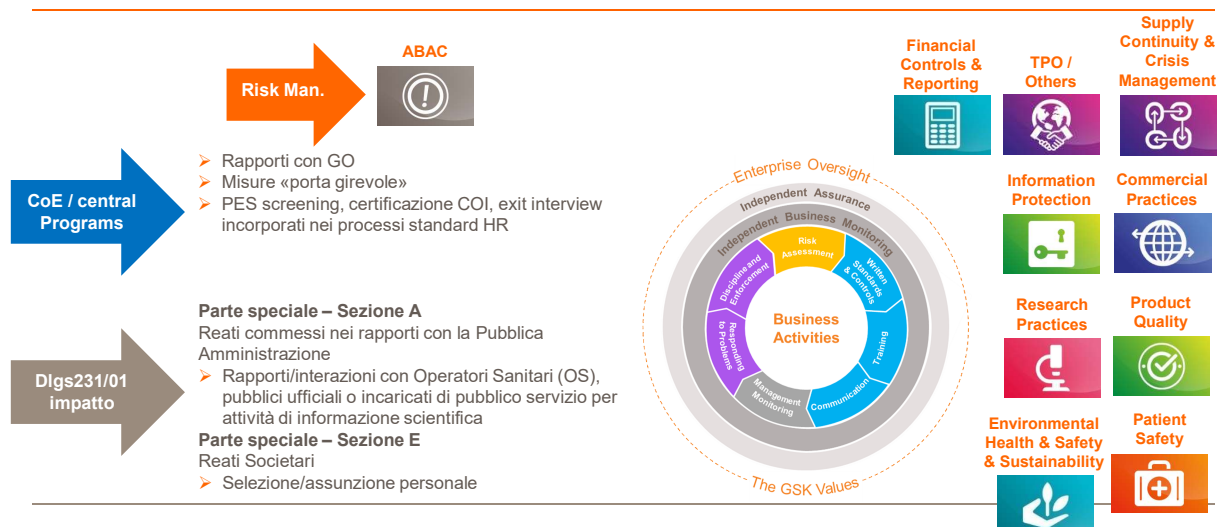 Risk Man.
ABAC
CoE / central
Programs
➢ Rapporti con GO
➢ Misure «porta girevole»
➢ PES screening, certificazione COI, exit interview
incorporati nei processi standard HR
Dlgs231/01
impatto
Parte speciale – Sezione A
Reati commessi nei rapporti con la Pubblica
Amministrazione
➢ Rapporti/interazioni con Operatori Sanitari (OS),
pubblici ufficiali o incaricati di pubblico servizio per
attività di informazione scientifica
Parte speciale – Sezione E
Reati Societari
➢ Selezione/assunzione personale
Enterprise Oversight
Independent Assurance
Independent Business Monitoring
Risk
Assessment
Written
Standards
& Controls
Training
Communication
Management
Monitoring
Responding
to Problems
Discipline and
Enforcement
Business
Activities
The GSK Values
Financial
Controls &
Reporting
TPO /
Others
Supply
Continuity &
Crisis
Management
Information
Protection
Commercial
Practices
Research
Practices
Product
Quality
Environmental
Health & Safety
& Sustainability
Patient
Safety